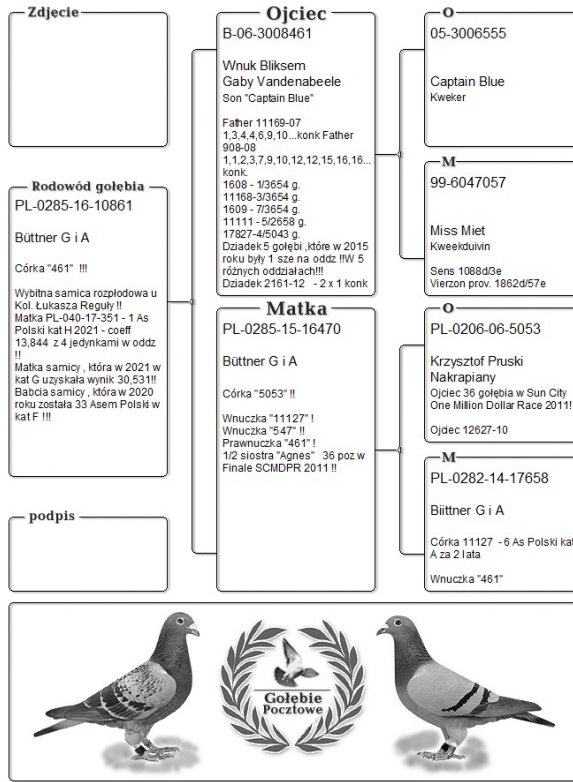 Zdjęcie
Rodowód gołębia
PL-0285-16-10861
Büttner G i A
Córka "461" !!!
Wybitna samica rozpłodowa u
Kol. Łukasza Reguły !!
Matka PL-040-17-351 - 1 As
Polski kat H 2021 - coeff
13,844 z 4 jedynkami w oddz
!!
Matka samicy , która w 2021 w
kat G uzyskała wynik 30,531!!
Babcia samicy , która w 2020
roku została 33 Asem Polski w
kat F !!!
podpis
Ojciec
B-06-3008461
Wnuk Bliksem
Gaby Vandenabeele
Son "Captain Blue"
Father 11169-07
1,3,4,4,6,9,10...konk Father
908-08
1,1,2,3,7,9,10,12,12,15,16,16...
konk.
1608 - 1/3654 g.
11168-3/3654 g.
1609 - 7/3654 g.
11111 - 5/2658 g.
17827-4/5043 g.
Dziadek 5 gołębi ,które w 2015
roku były 1 sze na oddz !!W 5
różnych oddziałach!!!
Dziadek 2161-12 - 2 x 1 konk
Matka
PL-0285-15-16470
Büttner G i A
Córka "5053" !!
Wnuczka "11127" !
Wnuczka "547" !!
Prawnuczka "461" !
1/2 siostra "Agnes" 36 poz w
Finale SCMDPR 2011 !!
O
05-3006555
Captain Blue
Kweker
M
99-6047057
Miss Miet
Kweekduivin
Sens 1088d/3e
Vierzon prov. 1862d/57e
O
PL-0206-06-5053
Krzysztof Pruski
Nakrapiany
Ojciec 36 gołębia w Sun City
One Million Dollar Race 2011!
Ojciec 12627-10
M
PL-0282-14-17658
Biittner G i A
Córka 11127 - 6 As Polski kat
A za 2 lata
Wnuczka "461"
Gołębie
Pocztowe